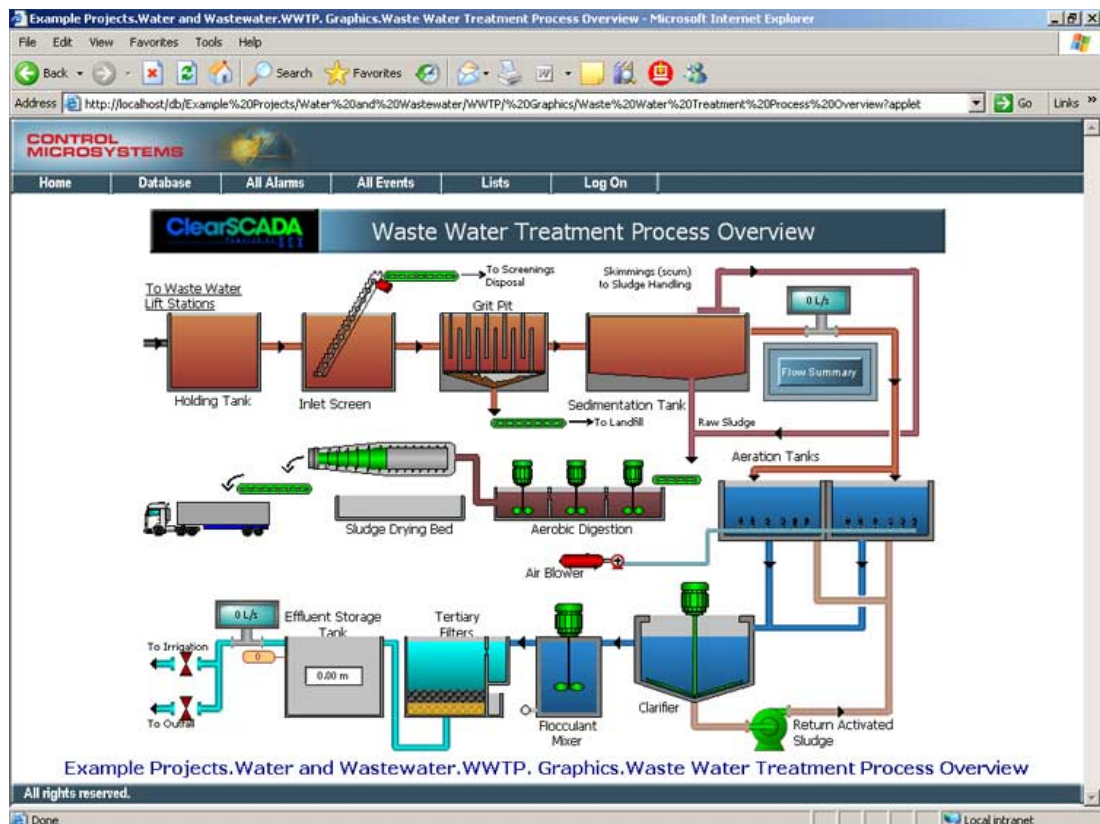 Example Projects.Water and Wastewater.WWTP. Graphics.Waste Water Treatment Process Overview - Microsoft Internet Explorer
File Edit View Favorites Tools Help
Back Search Favorites
Address http://localhost/db/Example%20Projects/Water%20and%20Wastewater/WWTP/%20Graphics/Waste%20Water%20Treatment%20Process%20Overview?applet Go Links »
CONTROL
MICROSYSTEMS
Home Database All Alarms All Events Lists Log On
ClearSCADA
Waste Water Treatment Process Overview
To Waste Water
Lift Stations
To Screenings
Disposal
Grit Pit
Skimmings (scum)
to Sludge Handling
0 L/s
Flow Summary
Holding Tank
Inlet Screen
Sedimentation Tank
To Landfill
Raw Sludge
Aeration Tanks
Sludge Drying Bed
Aerobic Digestion
Air Blower
0 L/s
Effluent Storage
Tank
Tertiary
Filters
To Irrigation
0
0.00 m
To Outfall
Flocculant
Mixer
Clarifier
Return Activated
Sludge
Example Projects.Water and Wastewater.WWTP. Graphics.Waste Water Treatment Process Overview
All rights reserved.
Done
Local intranet